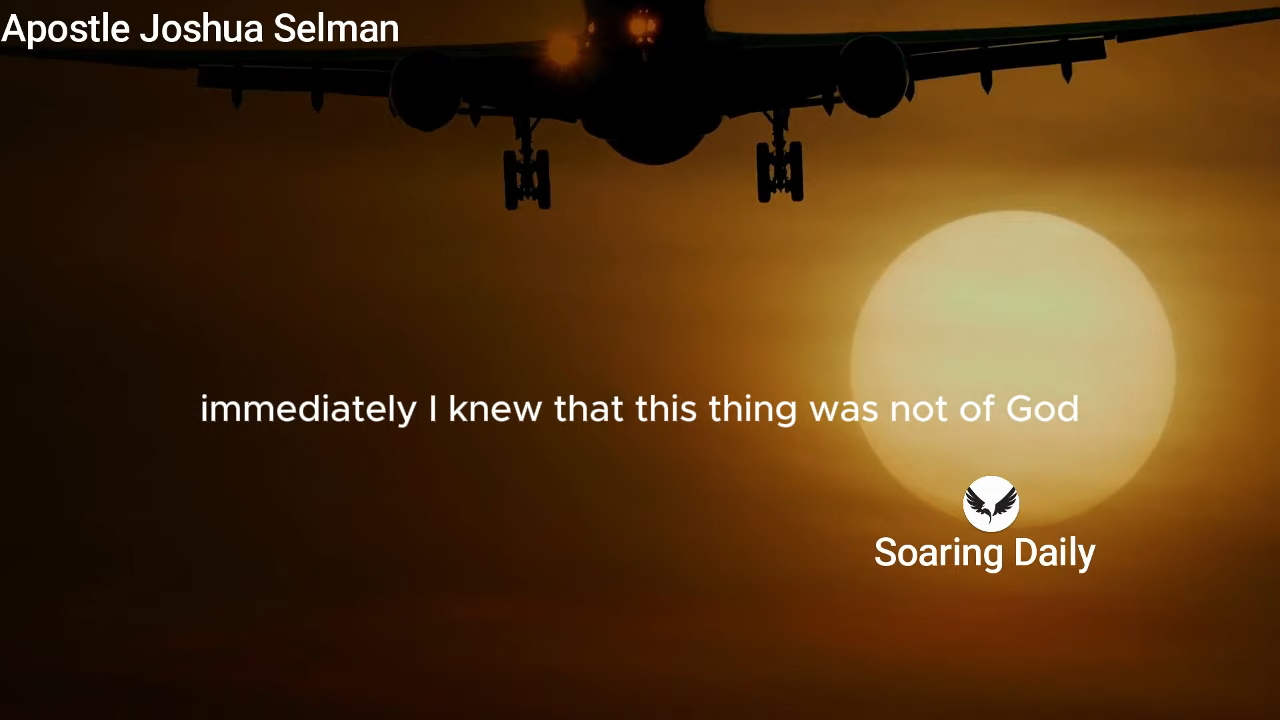 Apostle Joshua Selman
immediately I knew that this thing was not of God
Soaring Daily